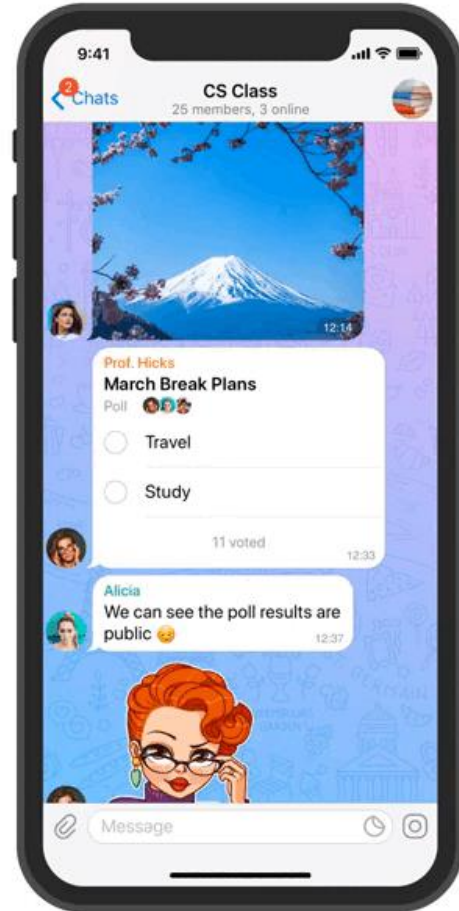 9:41
2
Chats
CS Class
25 members, 3 online
12:14
Prof. Hicks
March Break Plans
Poll
Travel
Study
11 voted
12:33
Alicia
We can see the poll results are
public 😏
12:37
Message